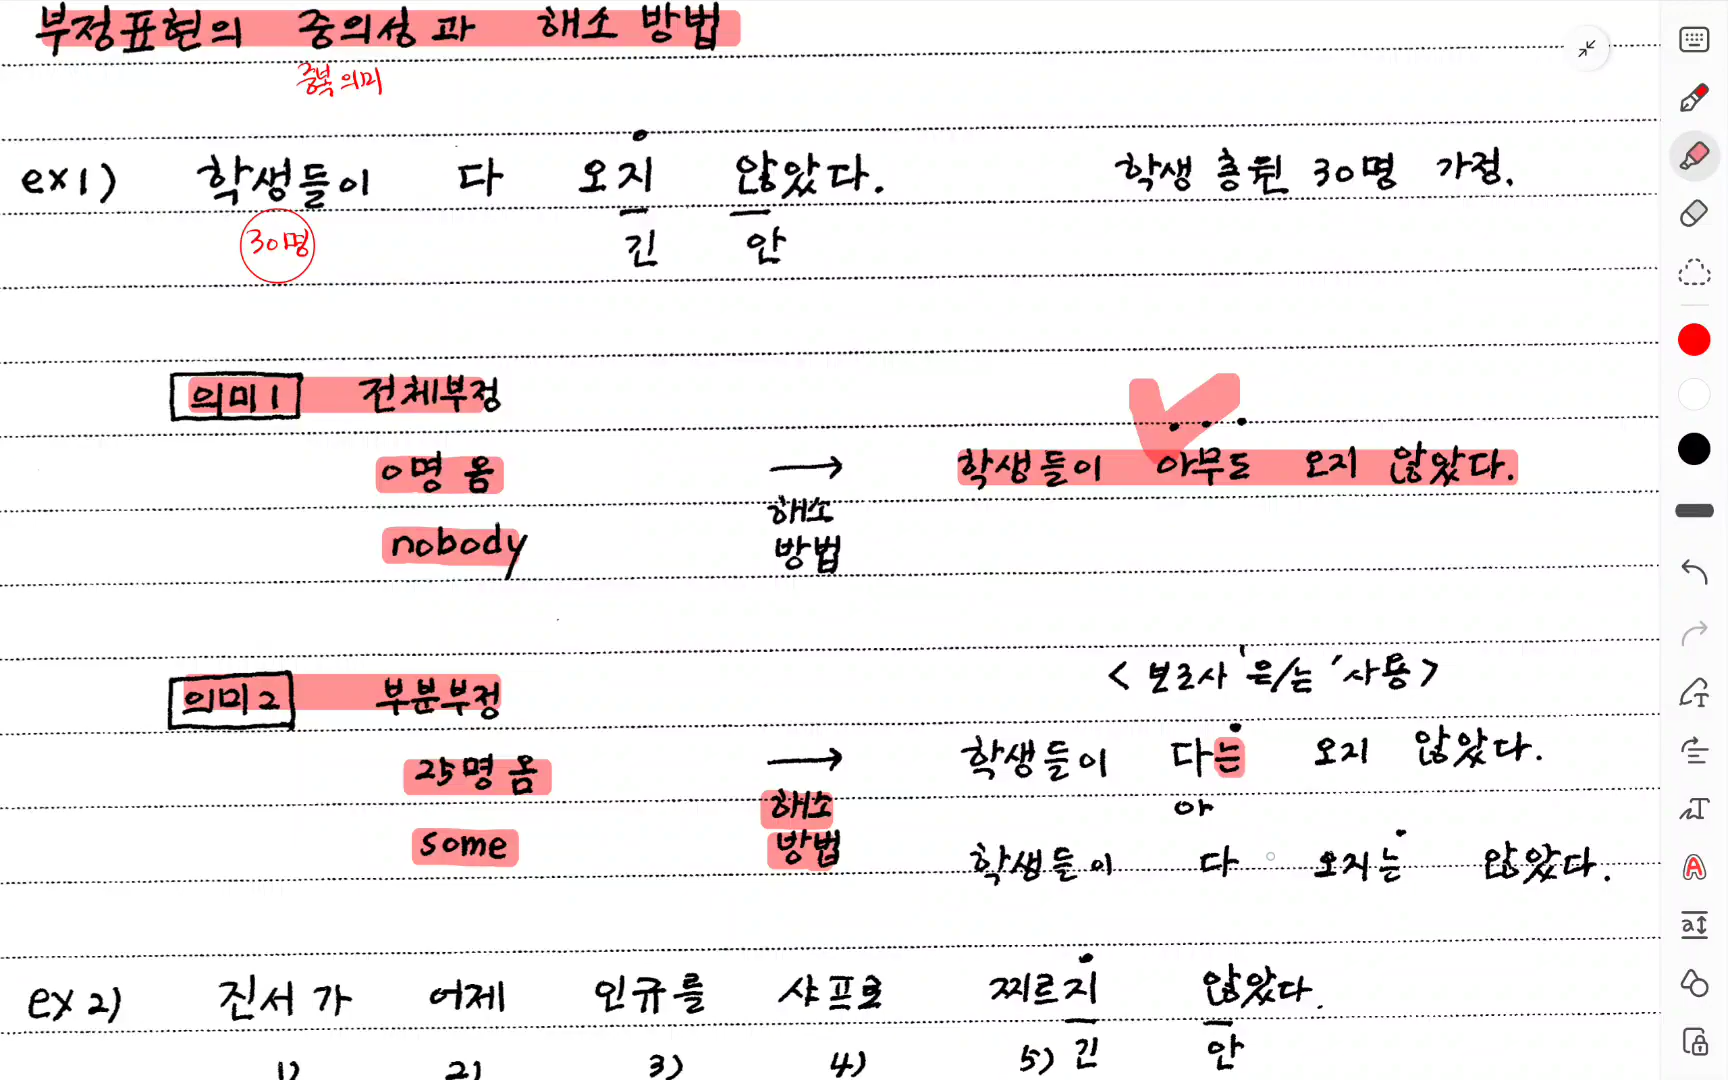 부정표현의 중의성과 해소 방법
중복 의미
ex1) 학생들이 다 오지 않았다. 학생 총원 30명 가정.
30명 긴 안
의미1 전체부정
0명 옴 → 학생들이 아무도 오지 않았다.
해소
nobody 방법
<보조사 '은/는' 사용>
의미2 부분부정
25명 옴 → 학생들이 다는 오지 않았다.
해소 야
some 방법 학생들이 다 오지는 않았다.
ex2) 진서가 어제 인규를 샤프로 찌르지 않았다.
1) 2) 3) 4) 5) 긴 안